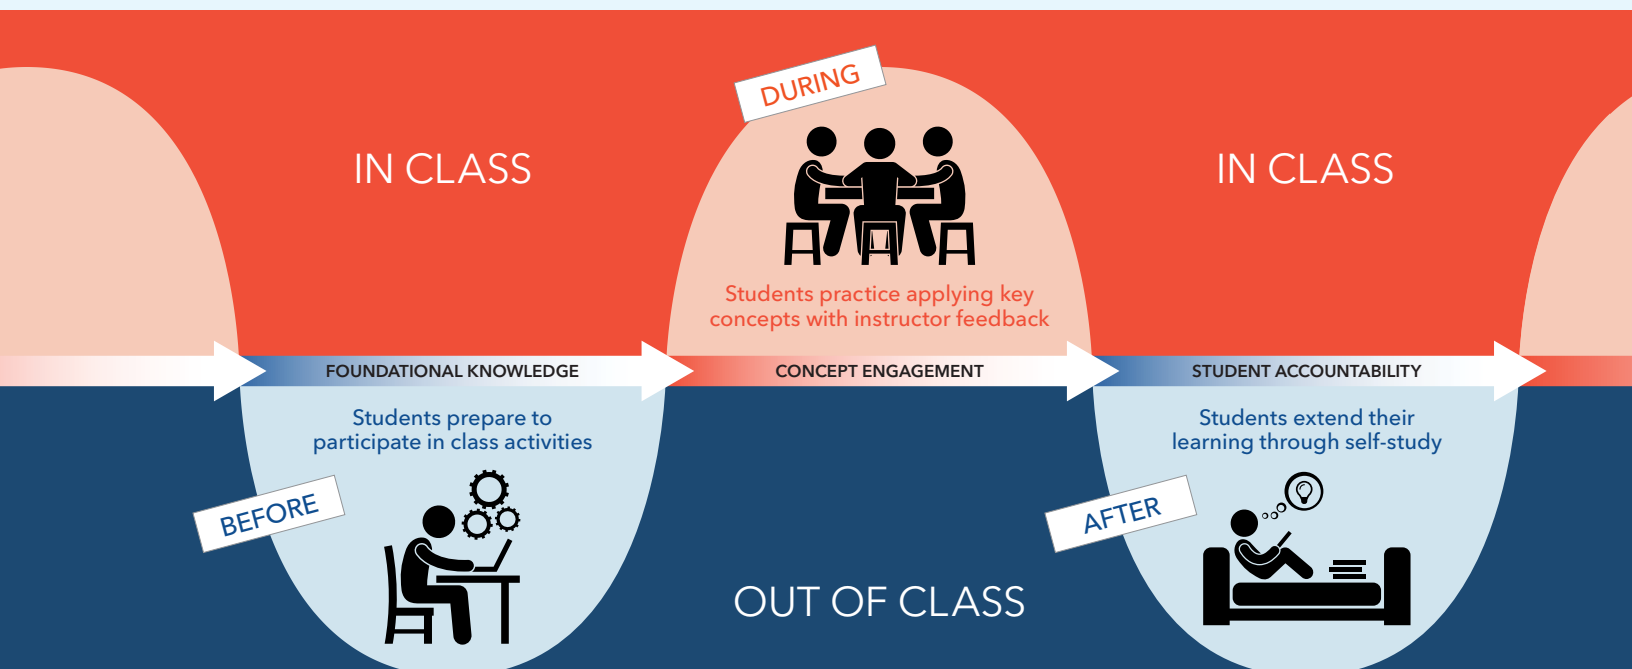 DURING
IN CLASS
IN CLASS
Students practice applying key
concepts with instructor feedback
FOUNDATIONAL KNOWLEDGE
CONCEPT ENGAGEMENT
STUDENT ACCOUNTABILITY
Students prepare to
participate in class activities
Students extend their
learning through self-study
BEFORE
AFTER
OUT OF CLASS